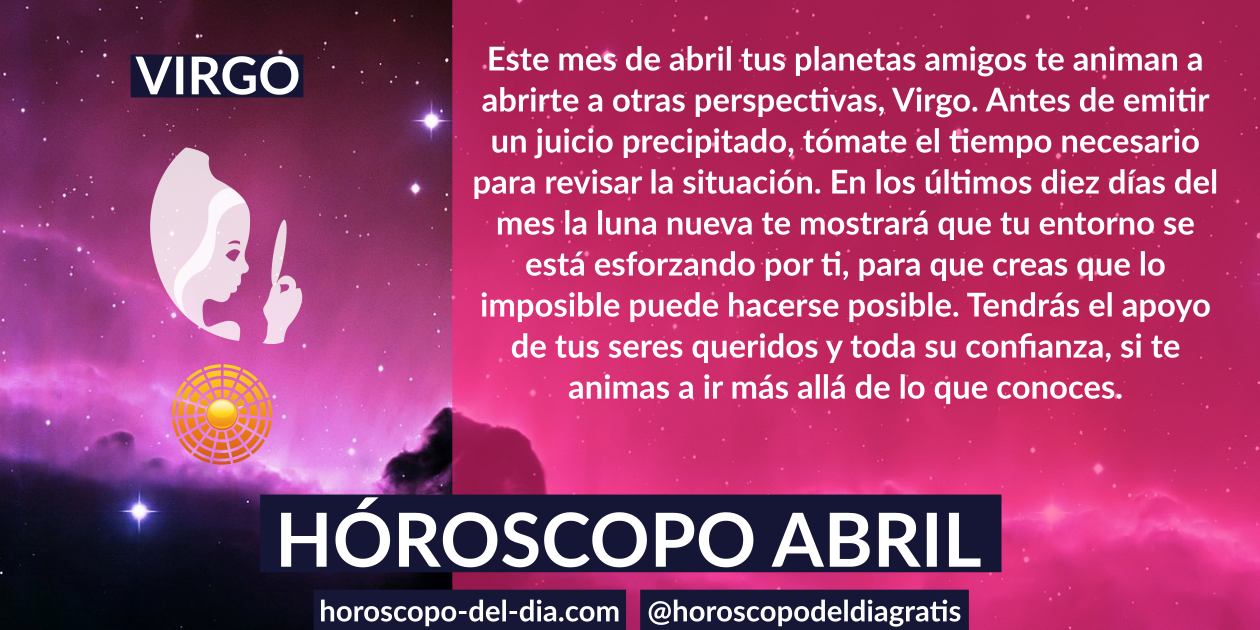 VIRGO
Este mes de abril tus planetas amigos te animan a
abrirte a otras perspectivas, Virgo. Antes de emitir
un juicio precipitado, tómate el tiempo necesario
para revisar la situación. En los últimos diez días del
mes la luna nueva te mostrará que tu entorno se
está esforzando por ti, para que creas que lo
imposible puede hacerse posible. Tendrás el apoyo
de tus seres queridos y toda su confianza, si te
animas a ir más allá de lo que conoces.
HÓROSCOPO ABRIL
horoscopo-del-dia.com
@horoscopodeldiagratis